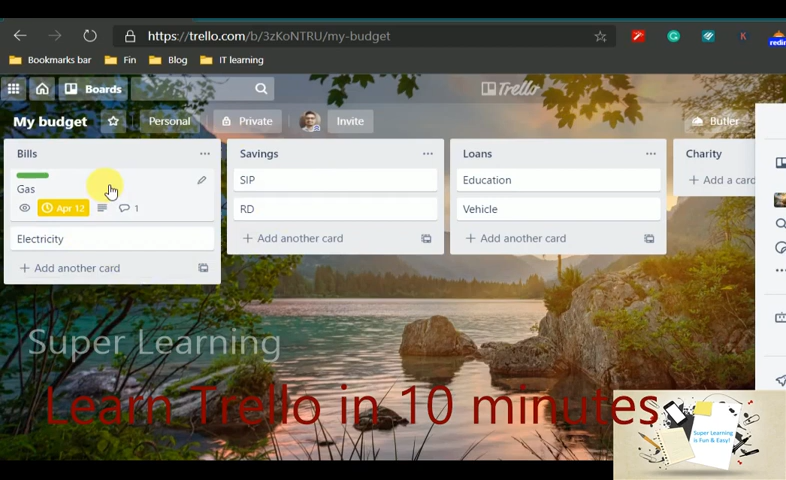 https://trello.com/b/3zKoNTRU/my-budget
K
Bookmarks bar Fin Blog IT learning
Boards Trello
My budget Personal Private Invite Butler
Bills
Gas
Apr 12 1
Electricity
+ Add another card
Savings
SIP
RD
+ Add another card
Loans
Education
Vehicle
+ Add another card
Charity
+ Add a card
Super Learning
Learn Trello in 10 minutes
Super Learning
is Fun & Easy!